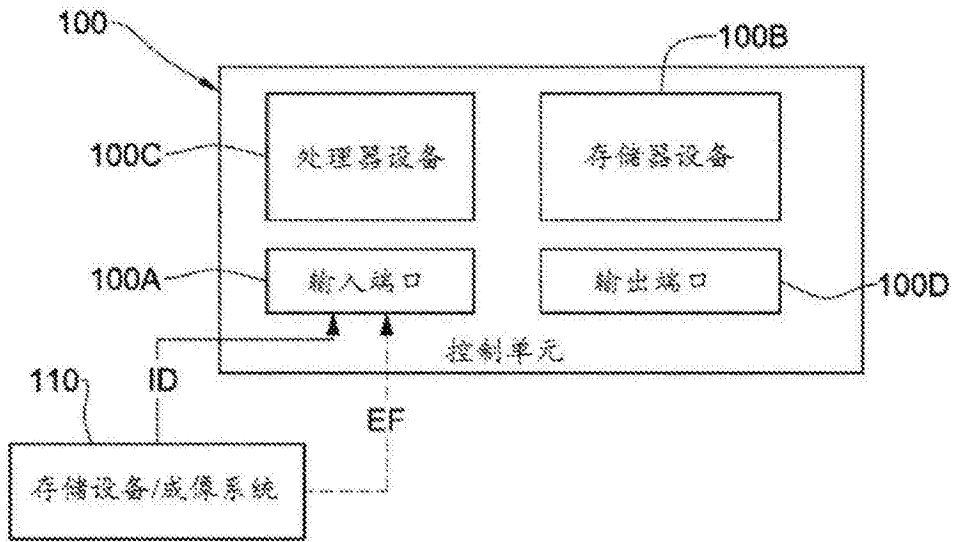 100
100B
100C
处理器设备
存储器设备
100A
输入端口
输出端口
100D
控制单元
110
ID
EF
存储设备/成像系统